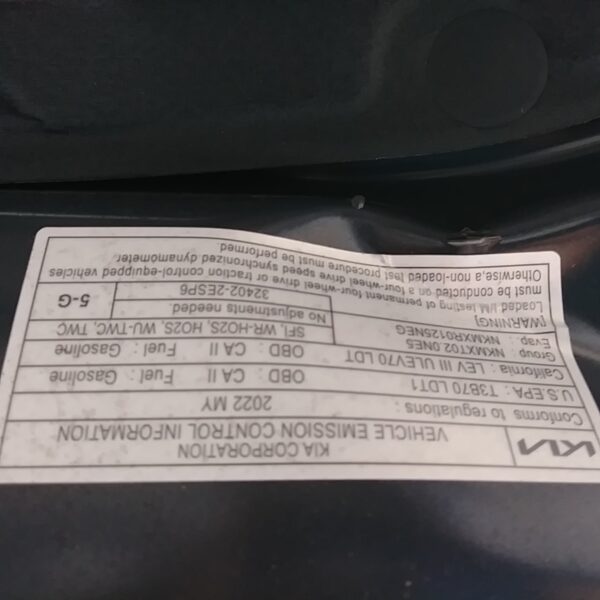 KIA
KIA CORPORATION
VEHICLE EMISSION CONTROL INFORMATION
Conforms to regulations : 2022 MY
U.S.EPA : T3B70 LDT1 OBD : CA II Fuel : Gasoline
California : LEV III ULEV70 LDT OBD : CA II Fuel : Gasoline
Group : NKMXT02.0NES SFI, WR-HO2S, HO2S, WU-TWC, TWC
Evap : NKMXR0125NEG No adjustments needed
32402-2ESP6 5-G
[WARNING]
Loaded I/M testing of permanent four-wheel drive or traction control-equipped vehicles
must be conducted on a four-wheel drive speed synchronized dynamometer.
Otherwise, a non-loaded test procedure must be performed